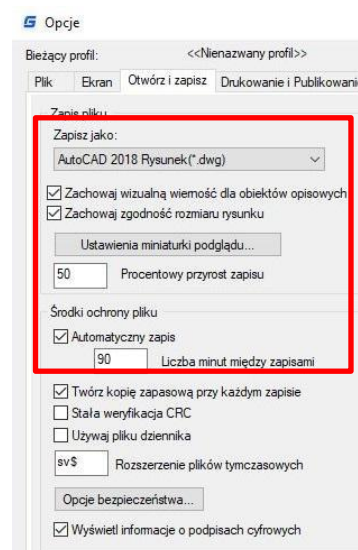 Opcje
Bieżący profil: <<Nienazwany profil>>
Plik Ekran Otwórz i zapisz Drukowanie i Publikowani
Zapis pliku
Zapisz jako:
AutoCAD 2018 Rysunek(*.dwg)
Zachowaj wizualną wierność dla obiektów opisowych
Zachowaj zgodność rozmiaru rysunku
Ustawienia miniaturki podglądu...
50 Procentowy przyrost zapisu
Środki ochrony pliku
Automatyczny zapis
90 Liczba minut między zapisami
Twórz kopię zapasową przy każdym zapisie
Stała weryfikacja CRC
Używaj pliku dziennika
sv$ Rozszerzenie plików tymczasowych
Opcje bezpieczeństwa...
Wyświetl informacje o podpisach cyfrowych